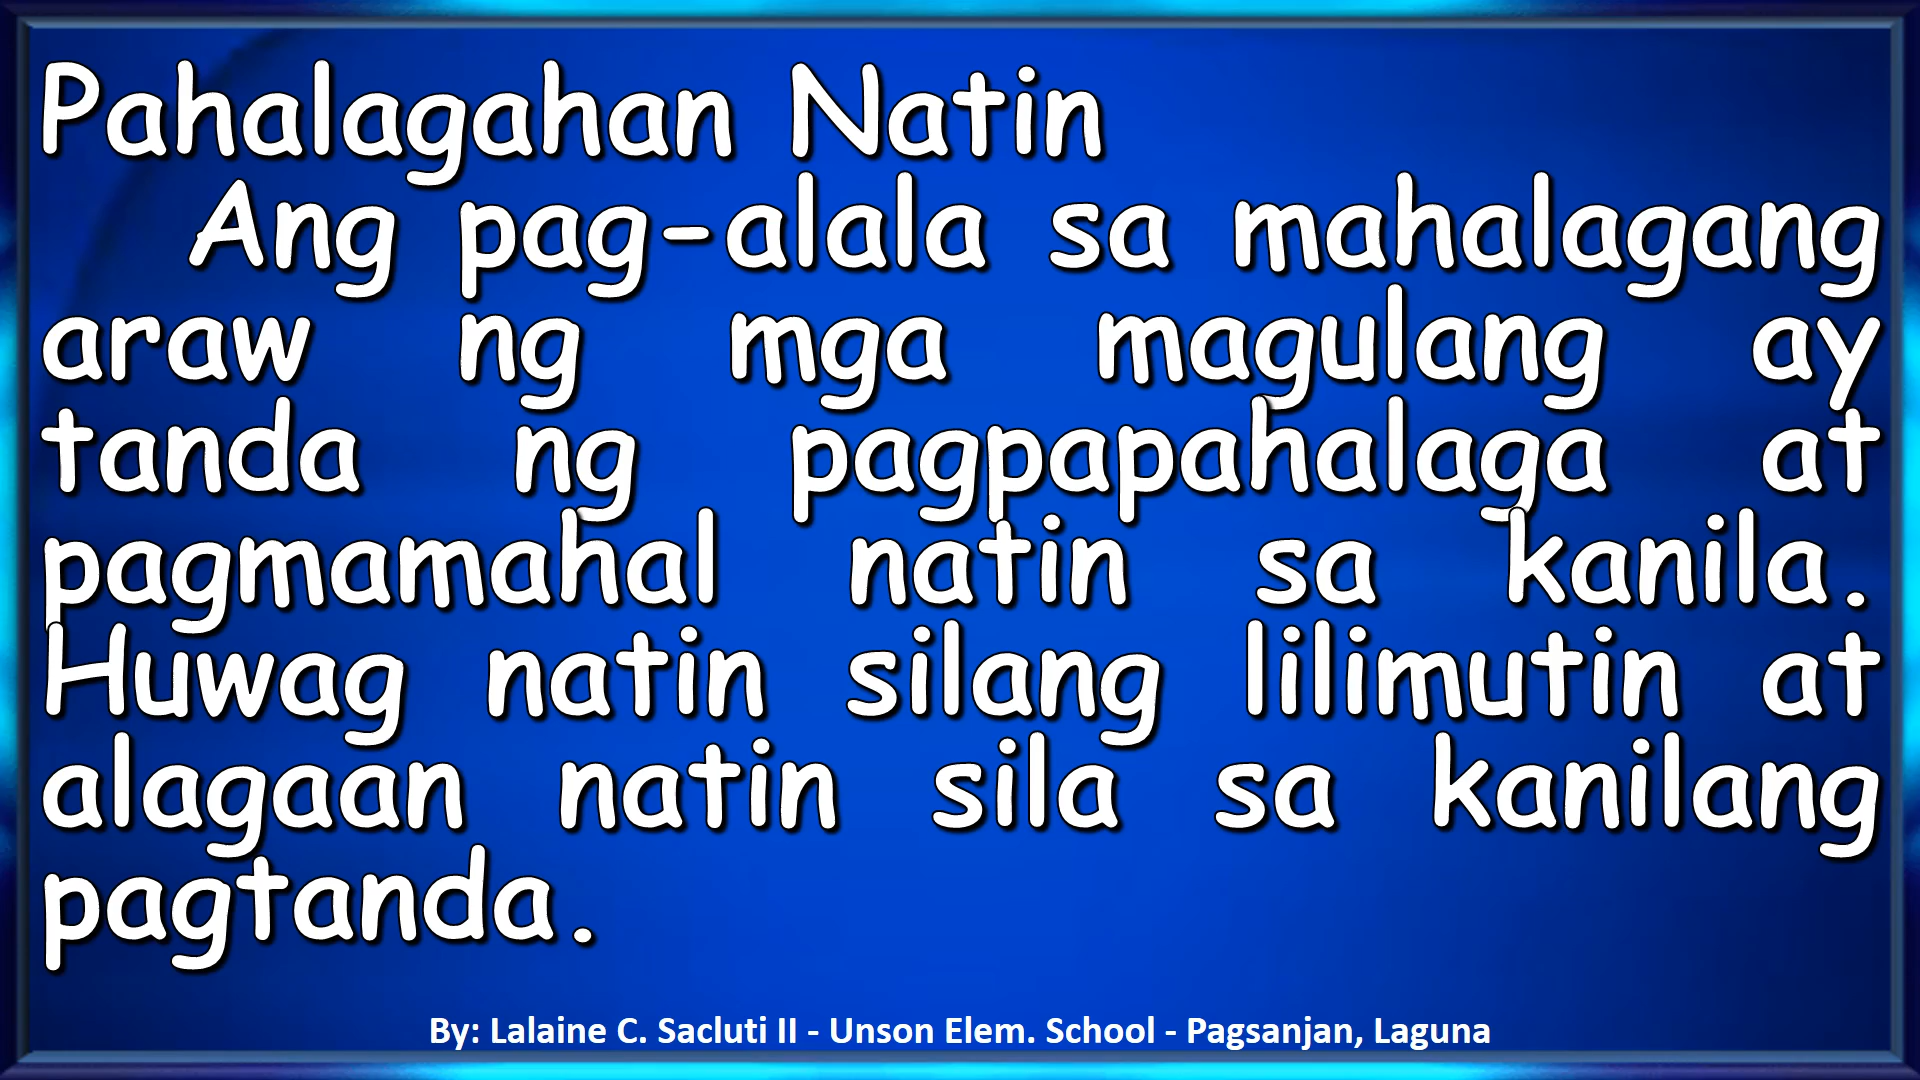 Pahalagahan Natin
Ang pag-alala sa mahalagang
araw ng mga magulang ay
tanda ng pagpapahalaga at
pagmamahal natin sa kanila.
Huwag natin silang lilimutin at
alagaan natin sila sa kanilang
pagtanda.
By: Lalaine C. Sacluti II - Unson Elem. School - Pagsanjan, Laguna